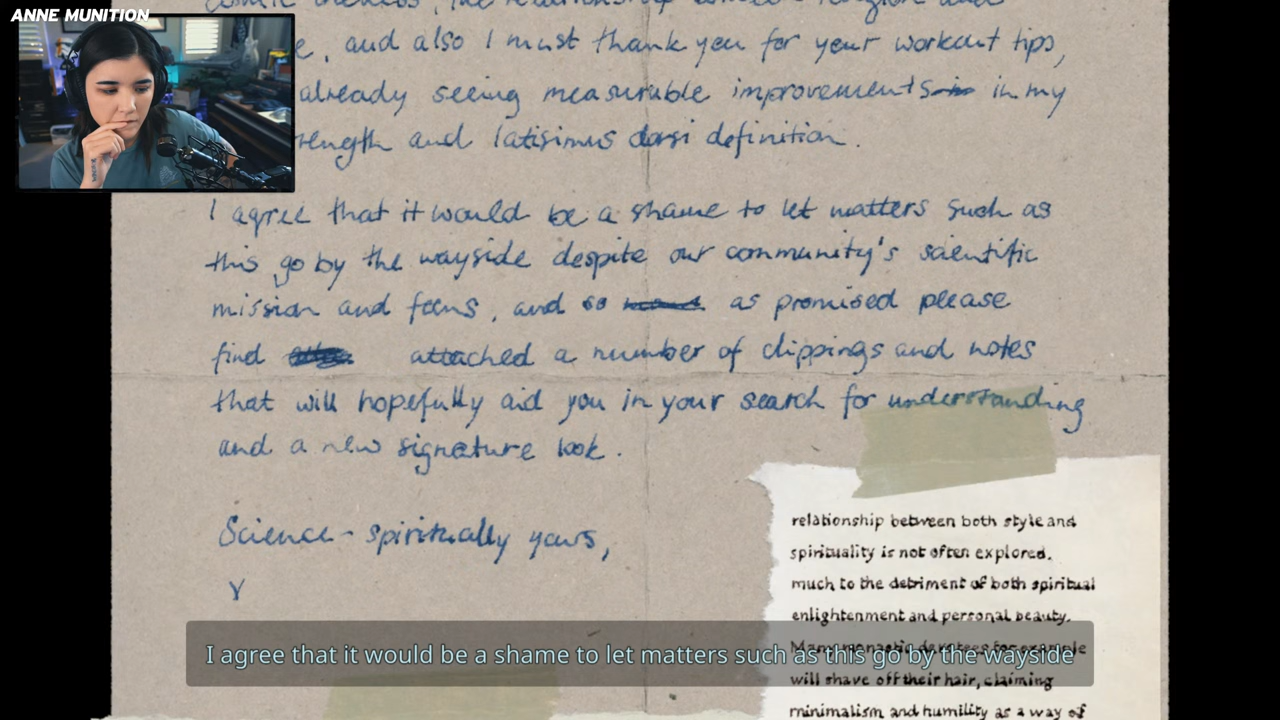 ANNE MUNITION
and also I must thank you for your workout tips,
already seeing measurable improvements in my
and latisimus dorsi definition.
I agree that it would be a shame to let matters such as
this go by the wayside despite our community's scientific
mission and focus, and so as promised please
find attached a number of clippings and notes
that will hopefully aid you in your search for understanding
and a new signature look.
Science-spiritually yours,
Y
relationship between both style and
spirituality is not often explored.
much to the detriment of both spiritual
enlightenment and personal beauty.
Many monastic devotees for example
will shave off their hair, claiming
minimalism and humility as a way of
I agree that it would be a shame to let matters such as this go by the wayside